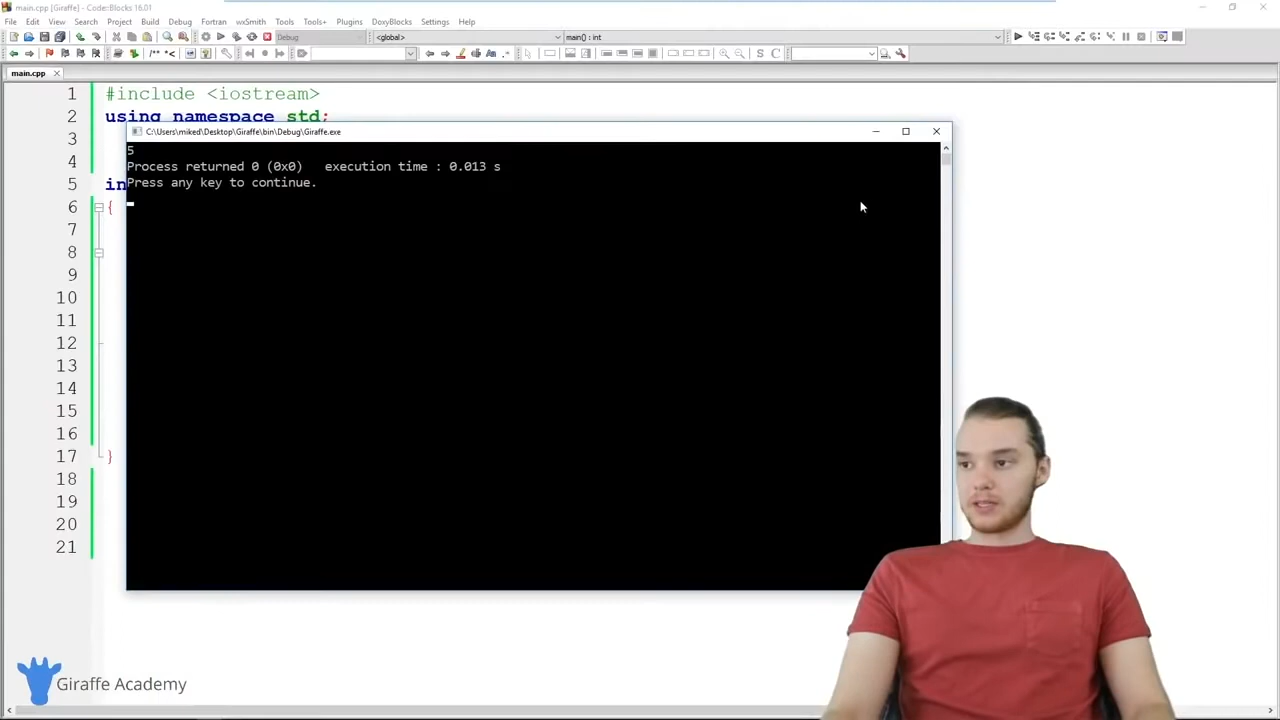 main.cpp [Giraffe] - Code::Blocks 16.01
File Edit View Search Project Build Debug Fortran wxSmith Tools Tools+ Plugins DoxyBlocks Settings Help
Debug <global> main() : int
/** *< Aa .* S C
main.cpp
1 #include <iostream>
2 using namespace std;
C:\Users\miked\Desktop\Giraffe\bin\Debug\Giraffe.exe
3
5
4
Process returned 0 (0x0) execution time : 0.013 s
5 in
Press any key to continue.
6 {
7
8
9
10
11
12
13
14
15
16
17 }
18
19
20
21
Giraffe Academy